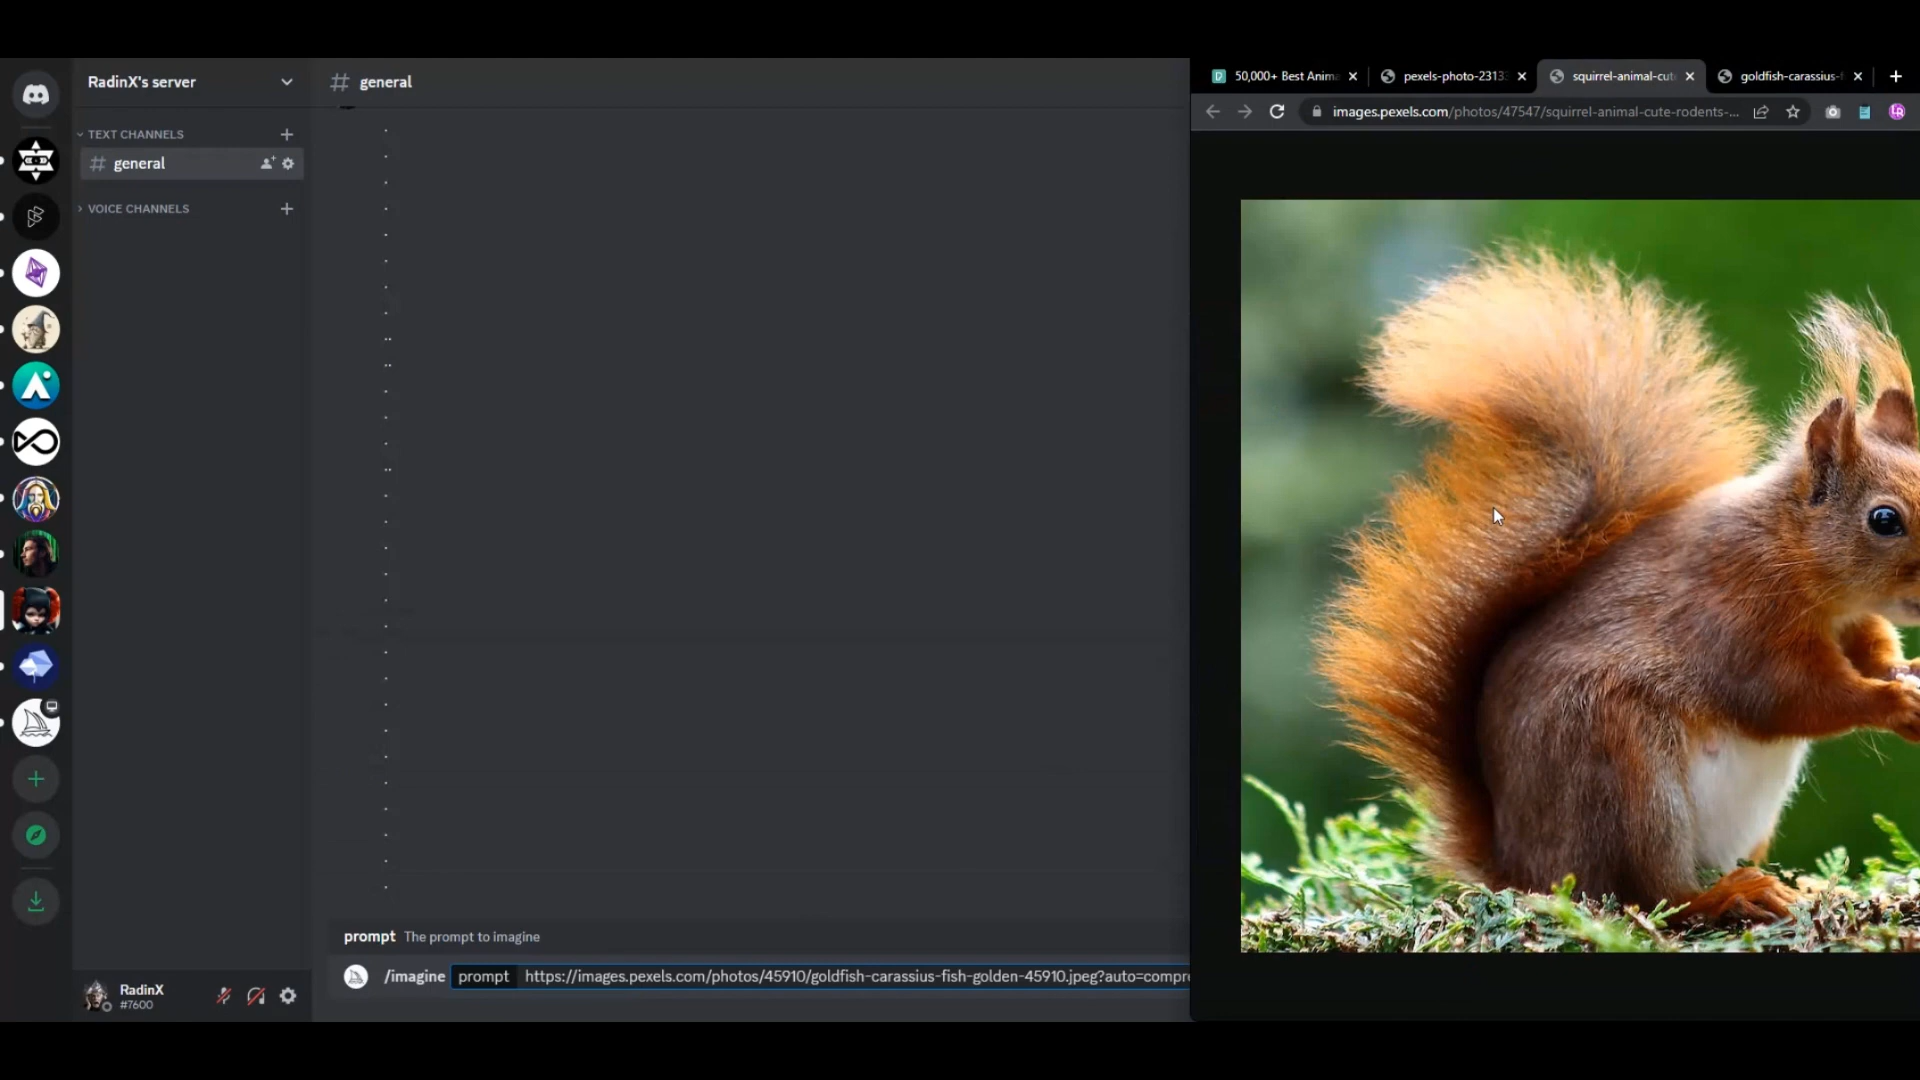 RadinX's server
# general
50,000+ Best Anim
pexels-photo-2313
squirrel-animal-cut
goldfish-carassius-f
images.pexels.com/photos/47547/squirrel-animal-cute-rodents-...
TEXT CHANNELS
# general
VOICE CHANNELS
prompt The prompt to imagine
/imagine prompt https://images.pexels.com/photos/45910/goldfish-carassius-fish-golden-45910.jpeg?auto=compre
RadinX
#7600
LR